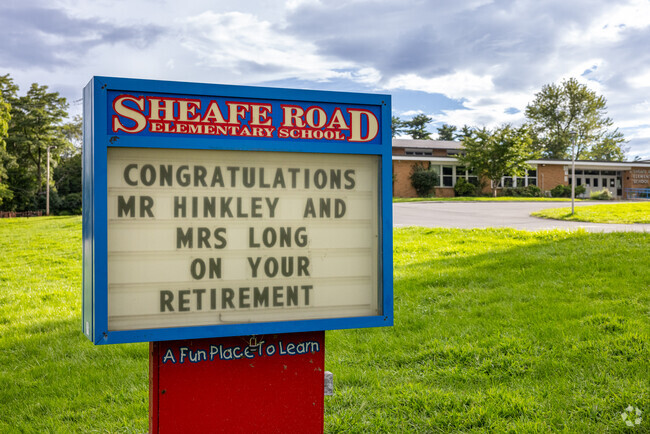 SHEAFE ROAD
ELEMENTARY SCHOOL
CONGRATULATIONS
MR HINKLEY AND
MRS LONG
ON YOUR
RETIREMENT
A Fun Place To Learn